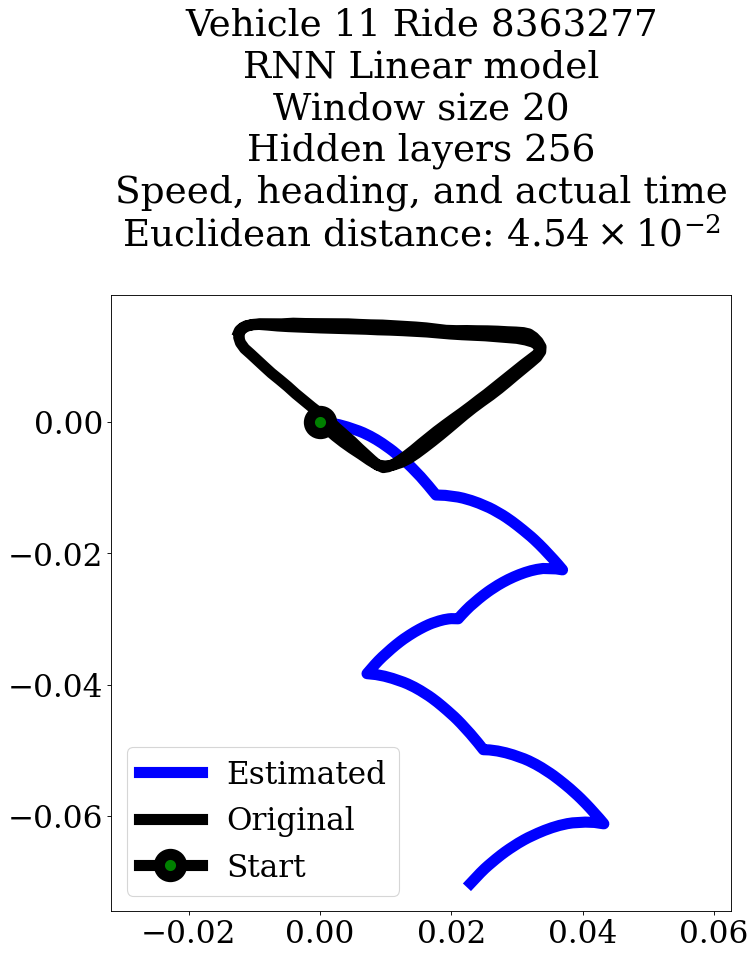 Vehicle 11 Ride 8363277
RNN Linear model
Window size 20
Hidden layers 256
Speed, heading, and actual time
Euclidean distance: 4.54 × 10⁻²
0.00
−0.02
−0.04
−0.06
Estimated
Original
Start
−0.02 0.00 0.02 0.04 0.06